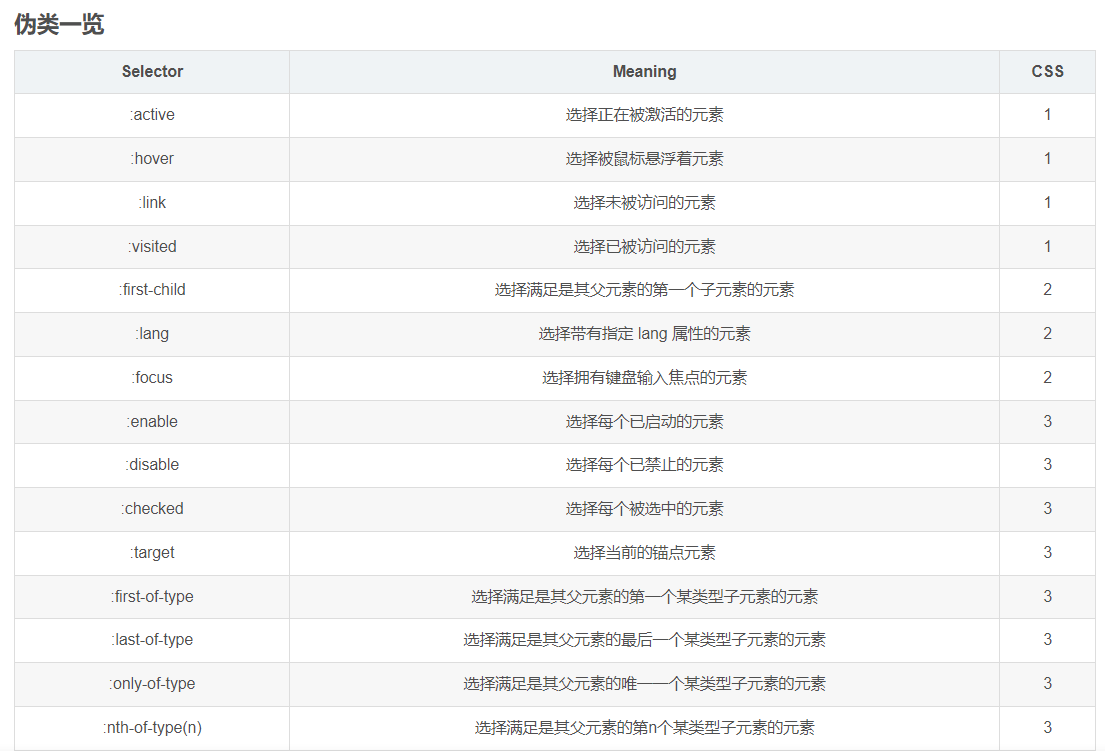 伪类一览
Selector Meaning CSS
:active 选择正在被激活的元素 1
:hover 选择被鼠标悬浮着元素 1
:link 选择未被访问的元素 1
:visited 选择已被访问的元素 1
:first-child 选择满足是其父元素的第一个子元素的元素 2
:lang 选择带有指定 lang 属性的元素 2
:focus 选择拥有键盘输入焦点的元素 2
:enable 选择每个已启动的元素 3
:disable 选择每个已禁止的元素 3
:checked 选择每个被选中的元素 3
:target 选择当前的锚点元素 3
:first-of-type 选择满足是其父元素的第一个某类型子元素的元素 3
:last-of-type 选择满足是其父元素的最后一个某类型子元素的元素 3
:only-of-type 选择满足是其父元素的唯一一个某类型子元素的元素 3
:nth-of-type(n) 选择满足是其父元素的第n个某类型子元素的元素 3